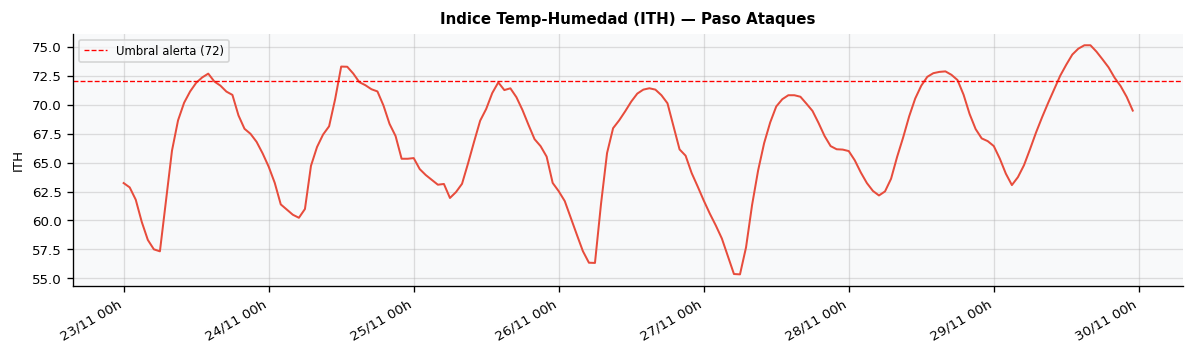 Indice Temp-Humedad (ITH) — Paso Ataques
Umbral alerta (72)
ITH
75.0
72.5
70.0
67.5
65.0
62.5
60.0
57.5
55.0
23/11 00h
24/11 00h
25/11 00h
26/11 00h
27/11 00h
28/11 00h
29/11 00h
30/11 00h